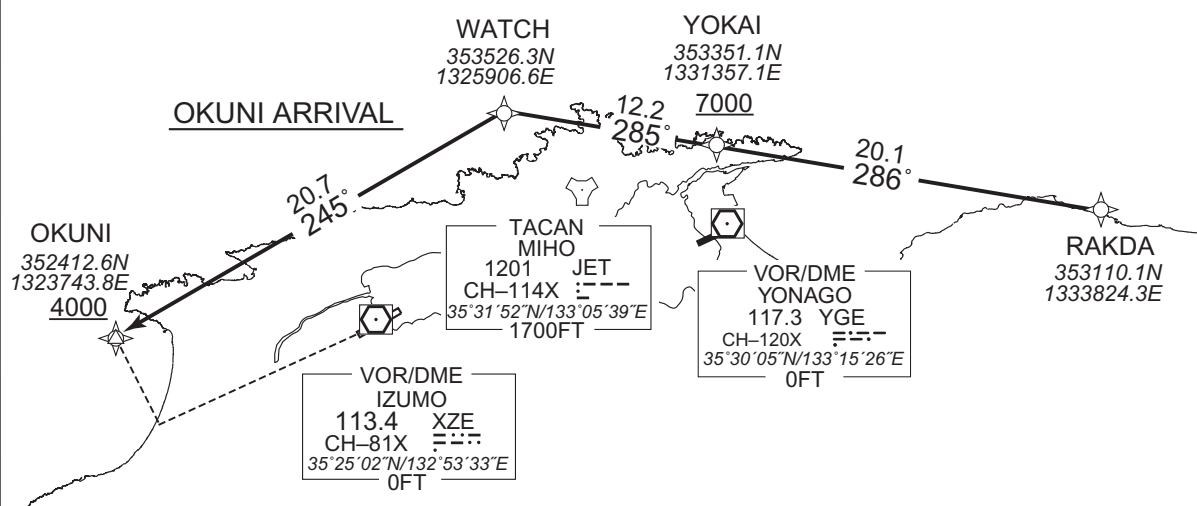 WATCH
353526.3N
1325906.6E
YOKAI
353351.1N
1331357.1E
7000
OKUNI ARRIVAL
12.2
285°
20.1
286°
20.7
245°
OKUNI
352412.6N
1323743.8E
4000
RAKDA
353110.1N
1333824.3E
TACAN
MIHO
1201 JET
CH–114X
35°31´52˝N/133°05´39˝E
1700FT
VOR/DME
YONAGO
117.3 YGE
CH–120X
35°30´05˝N/133°15´26˝E
0FT
VOR/DME
IZUMO
113.4 XZE
CH–81X
35°25´02˝N/132°53´33˝E
0FT